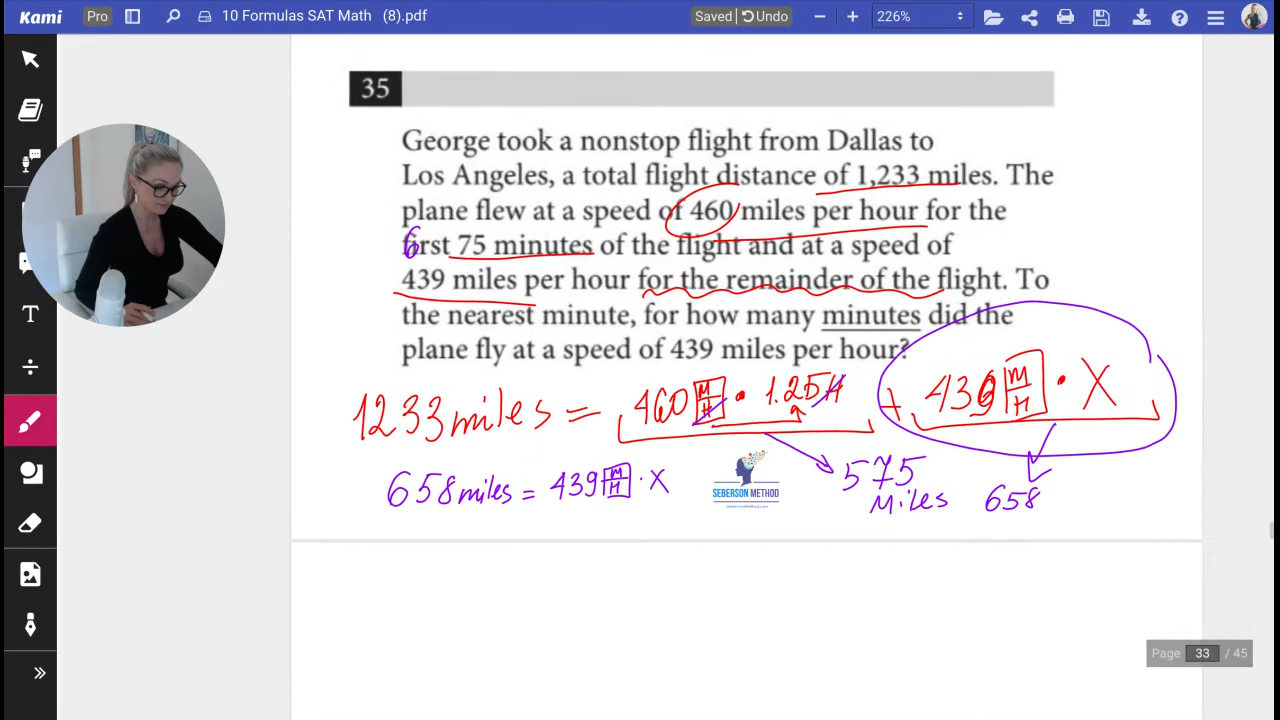 Kami
Pro
10 Formulas SAT Math (8).pdf
Saved Undo
226%
35
George took a nonstop flight from Dallas to
Los Angeles, a total flight distance of 1,233 miles. The
plane flew at a speed of 460 miles per hour for the
first 75 minutes of the flight and at a speed of
6
439 miles per hour for the remainder of the flight. To
the nearest minute, for how many minutes did the
plane fly at a speed of 439 miles per hour?
1233 miles = 460 M/H · 1.25 H + 439 M/H · X
658 miles = 439 M/H · X
575
Miles
658
SEBERSON METHOD
SebersonMethod.com
T
Page 33 / 45